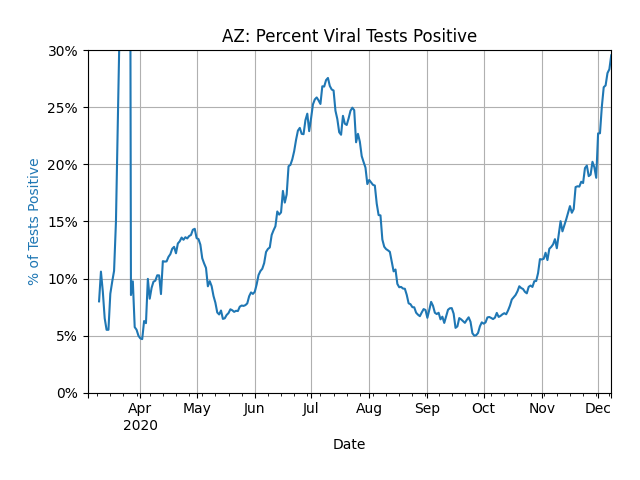 AZ: Percent Viral Tests Positive
30%
25%
20%
15%
10%
5%
0%
% of Tests Positive
Apr May Jun Jul Aug Sep Oct Nov Dec
2020
Date